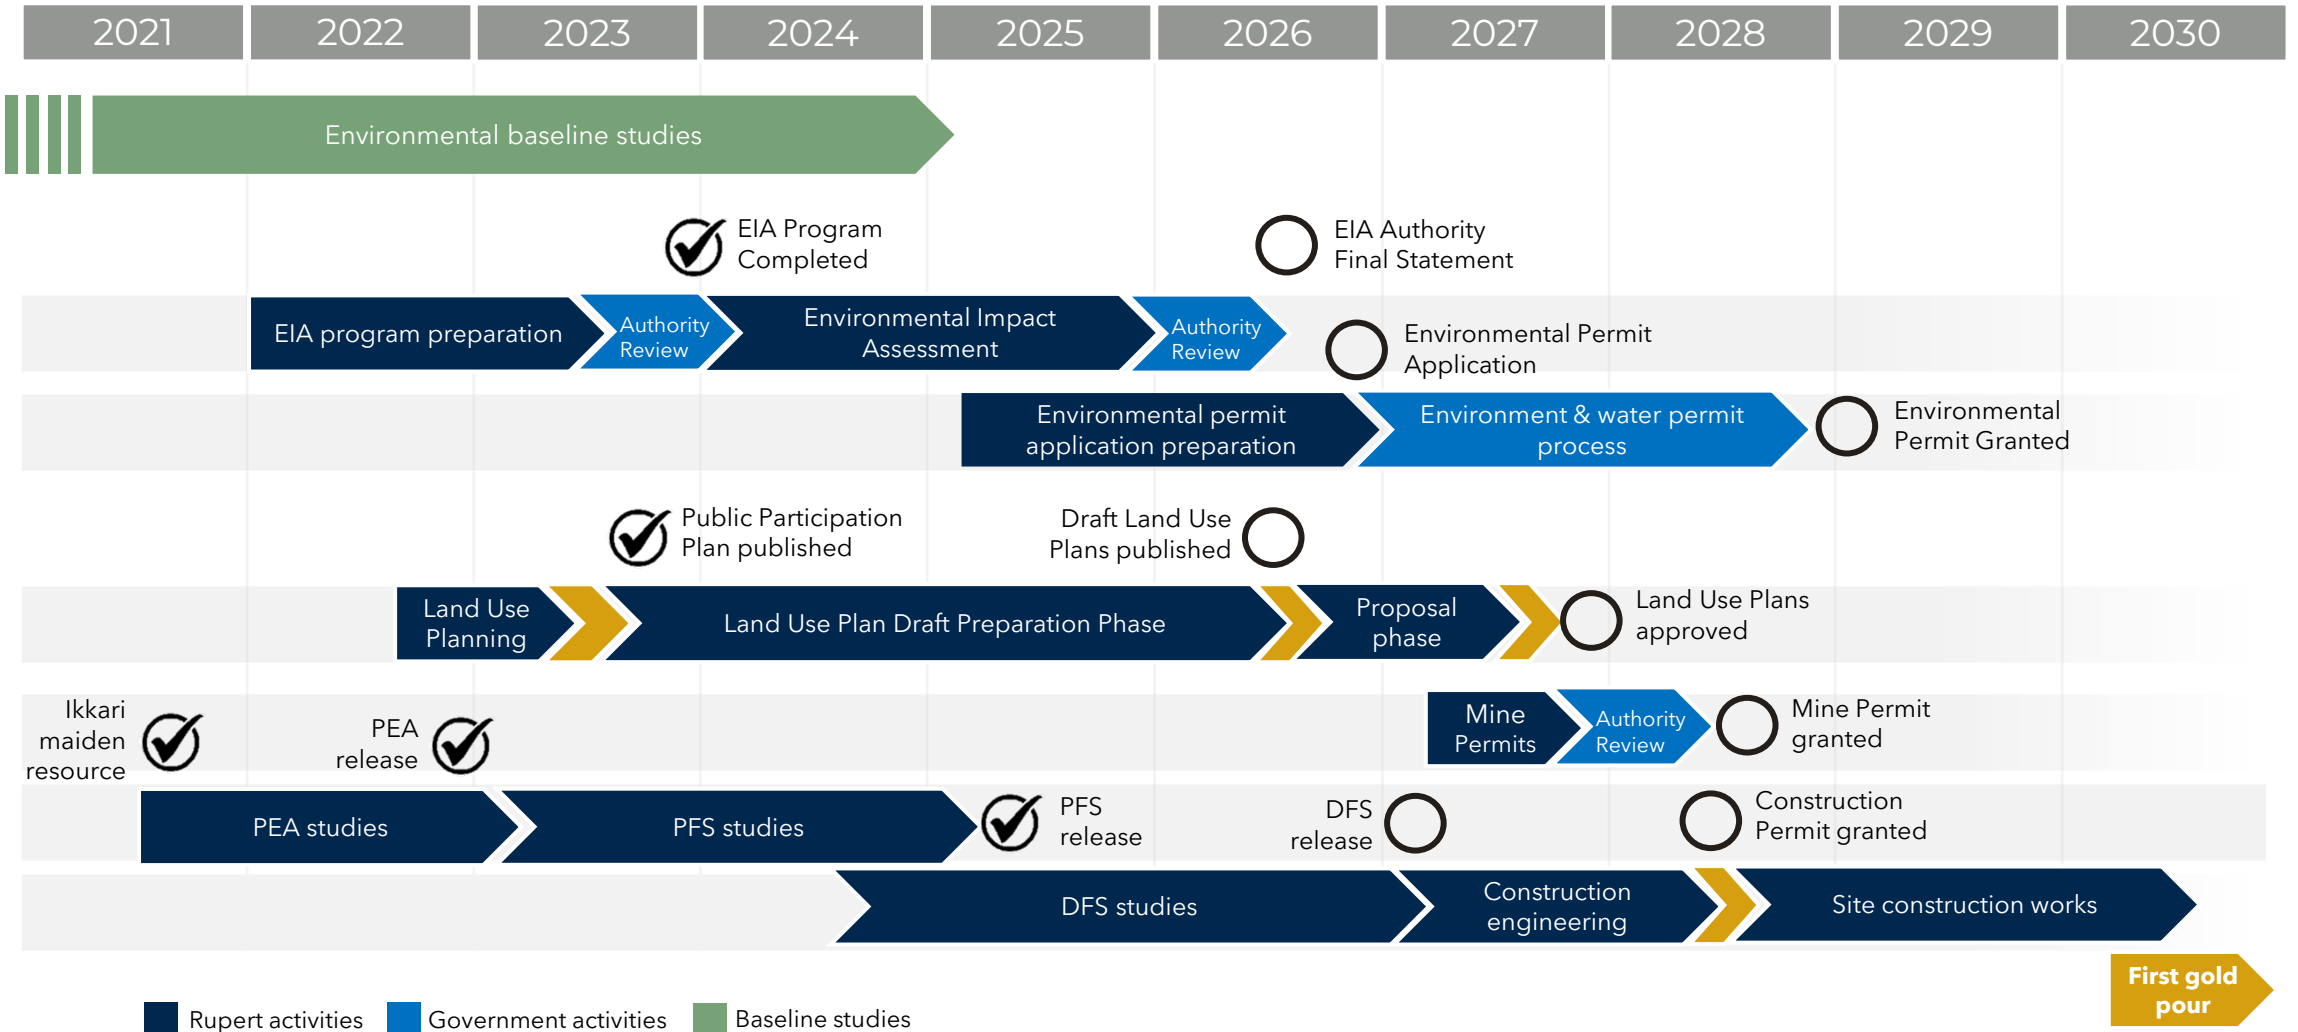 2021 2022 2023 2024 2025 2026 2027 2028 2029 2030
Environmental baseline studies
EIA Program
Completed
EIA Authority
Final Statement
EIA program preparation
Authority
Review
Environmental Impact
Assessment
Authority
Review
Environmental Permit
Application
Environmental permit
application preparation
Environment & water permit
process
Environmental
Permit Granted
Public Participation
Plan published
Draft Land Use
Plans published
Land Use
Planning
Land Use Plan Draft Preparation Phase
Proposal
phase
Land Use Plans
approved
Ikkari
maiden
resource
PEA
release
Mine
Permits
Authority
Review
Mine Permit
granted
PEA studies
PFS studies
PFS
release
DFS
release
Construction
Permit granted
DFS studies
Construction
engineering
Site construction works
First gold
pour
Rupert activities
Government activities
Baseline studies